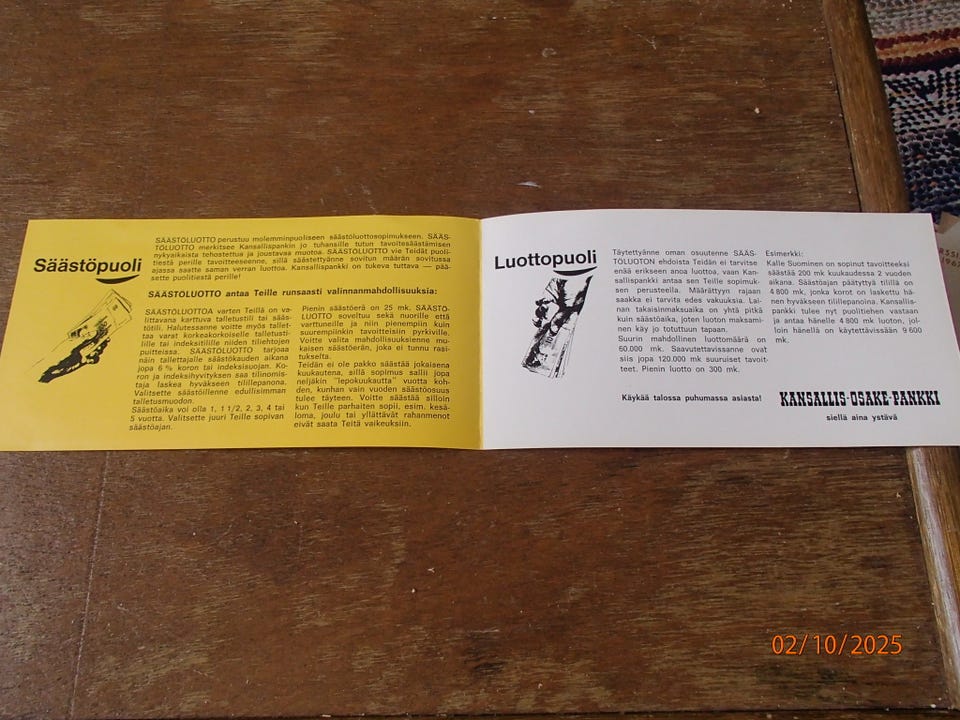 Säästöpuoli
SÄÄSTÖLUOTTO perustuu molemminpuoliseen säästöluottosopimukseen. SÄÄS-
TÖLUOTTO merkitsee Kansallispankin jo tuhansille tutun tavoitesäästämisen
nykyaikaista tehostettua ja joustavaa muotoa. SÄÄSTÖLUOTTO vie Teidät puoli-
tiestä perille tavoitteeseenne, sillä säästettyänne sovitun määrän sovitussa
ajassa saatte saman verran luottoa. Kansallispankki on tukeva tuttava — pää-
sette puolitiestä perille!
SÄÄSTÖLUOTTO antaa Teille runsaasti valinnanmahdollisuuksia:
SÄÄSTÖLUOTTOA varten Teillä on va-
littavana karttuva talletustili tai sääs-
tötili. Halutessanne voitte myös tallet-
taa varat korkeakorkoiselle talletusti-
lille tai indeksitilille niiden tiliehtojen
puitteissa. SÄÄSTÖLUOTTO tarjoaa
näin tallettajalle säästökauden aikana
jopa 6 % koron tai indeksisuojan. Ko-
ron ja indeksihyvityksen saa tilinomis-
taja laskea hyväkseen tilillepanona.
Valitsette säästöillenne edullisimman
talletusmuodon.
Säästöaika voi olla 1, 1 1/2, 2, 3, 4 tai
5 vuotta. Valitsette juuri Teille sopivan
säästöajan.
Pienin säästöerä on 25 mk. SÄÄSTÖ-
LUOTTO soveltuu sekä nuorille että
varttuneille ja niin pienempiin kuin
suurempiinkin tavoitteisiin pyrkiville.
Voitte valita mahdollisuuksienne mu-
kaisen säästöerän, joka ei tunnu rasi-
tukselta.
Teidän ei ole pakko säästää jokaisena
kuukautena, sillä sopimus sallii jopa
neljäkin "lepokuukautta" vuotta koh-
den, kunhan vain vuoden säästöosuus
tulee täyteen. Voitte säästää silloin
kun Teille parhaiten sopii, esim. kesä-
loma, joulu tai yllättävät rahanmenot
eivät saata Teitä vaikeuksiin.
Luottopuoli
Täytettyänne oman osuutenne SÄÄS-
TÖLUOTON ehdoista Teidän ei tarvitse
enää erikseen anoa luottoa, vaan Kan-
sallispankki antaa sen Teille sopimuk-
sen perusteella. Määrättyyn rajaan
saakka ei tarvita edes vakuuksia. Lai-
nan takaisinmaksuaika on yhtä pitkä
kuin säästöaika, joten luoton maksami-
nen käy jo totuttuun tapaan.
Suurin mahdollinen luottomäärä on
60.000 mk. Saavutettavissanne ovat
siis jopa 120.000 mk suuruiset tavoit-
teet. Pienin luotto on 300 mk.
Esimerkki:
Kalle Suominen on sopinut tavoitteeksi
säästää 200 mk kuukaudessa 2 vuoden
aikana. Säästöajan päätyttyä tilillä on
4 800 mk, jonka korot on laskettu hä-
nen hyväkseen tilillepanoina. Kansallis-
pankki tulee nyt puolitiehen vastaan
ja antaa hänelle 4 800 mk luoton, jol-
loin hänellä on käytettävissään 9 600
mk.
Käykää talossa puhumassa asiasta!
KANSALLIS-OSAKE-PANKKI
siellä aina ystävä
02/10/2025